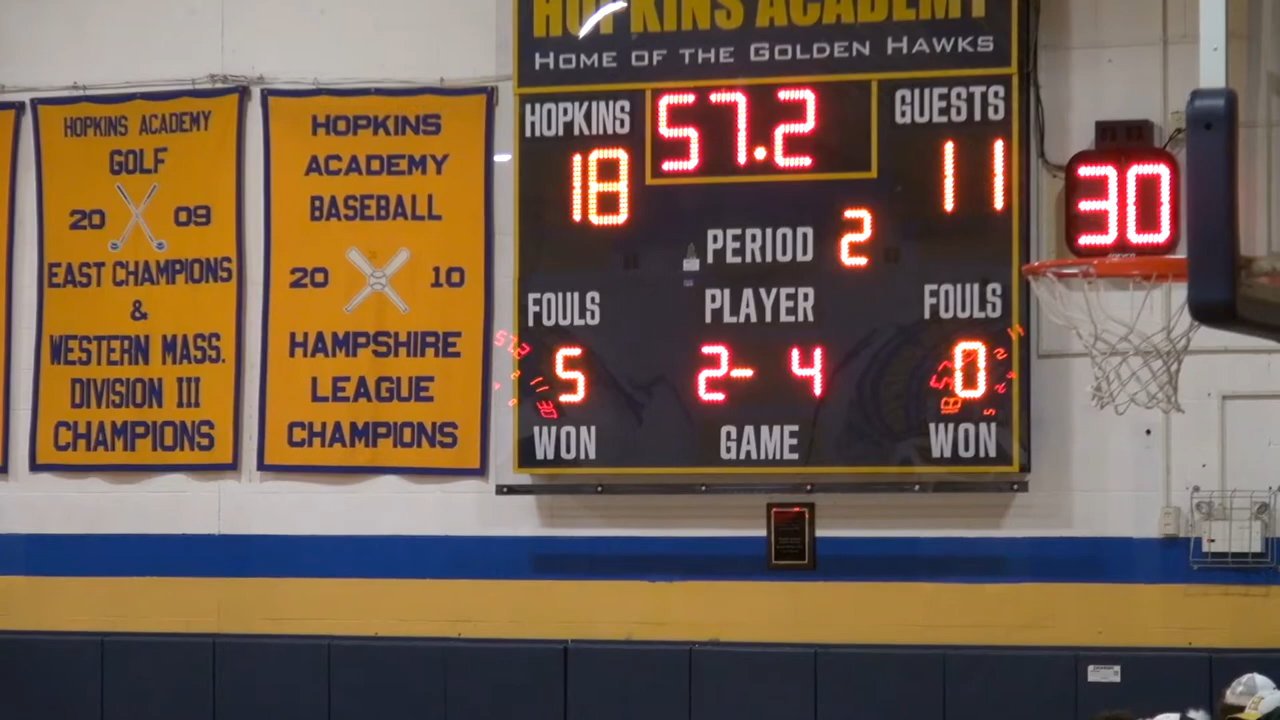 HOPKINS ACADEMY
GOLF
20 09
EAST CHAMPIONS
&
WESTERN MASS.
DIVISION III
CHAMPIONS
HOPKINS
ACADEMY
BASEBALL
20 10
HAMPSHIRE
LEAGUE
CHAMPIONS
HOPKINS ACADEMY
HOME OF THE GOLDEN HAWKS
HOPKINS 57.2 GUESTS
18 11
PERIOD 2
FOULS PLAYER FOULS
5 2- 4 0
WON GAME WON
30